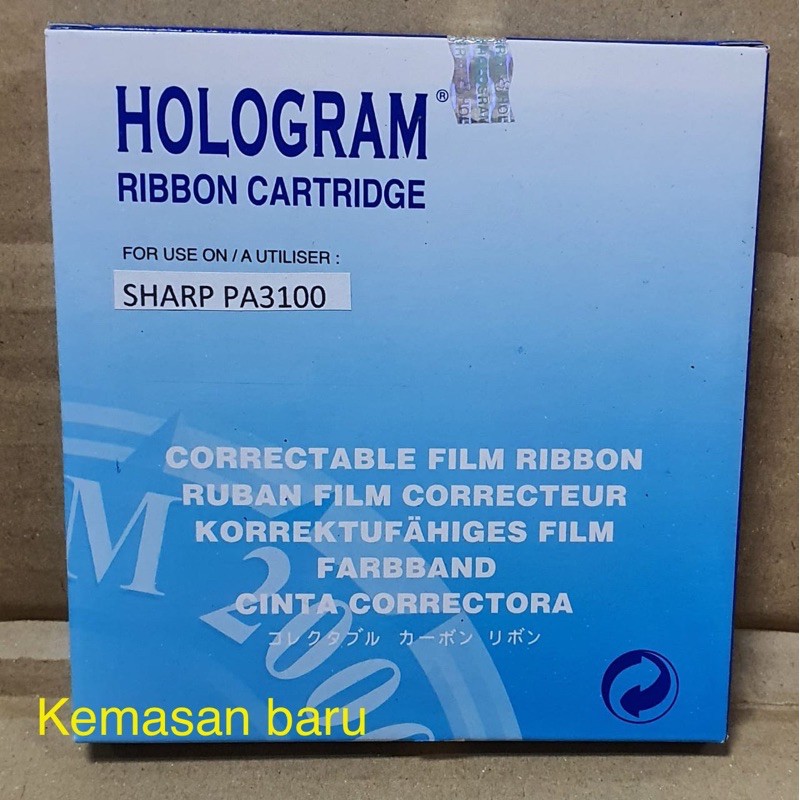 HOLOGRAM®
RIBBON CARTRIDGE
FOR USE ON / A UTILISER :
SHARP PA3100
CORRECTABLE FILM RIBBON
RUBAN FILM CORRECTEUR
KORREKTUFÄHIGES FILM
FARBBAND
CINTA CORRECTORA
コレクタブル カーボン リボン
M 2000
Kemasan baru